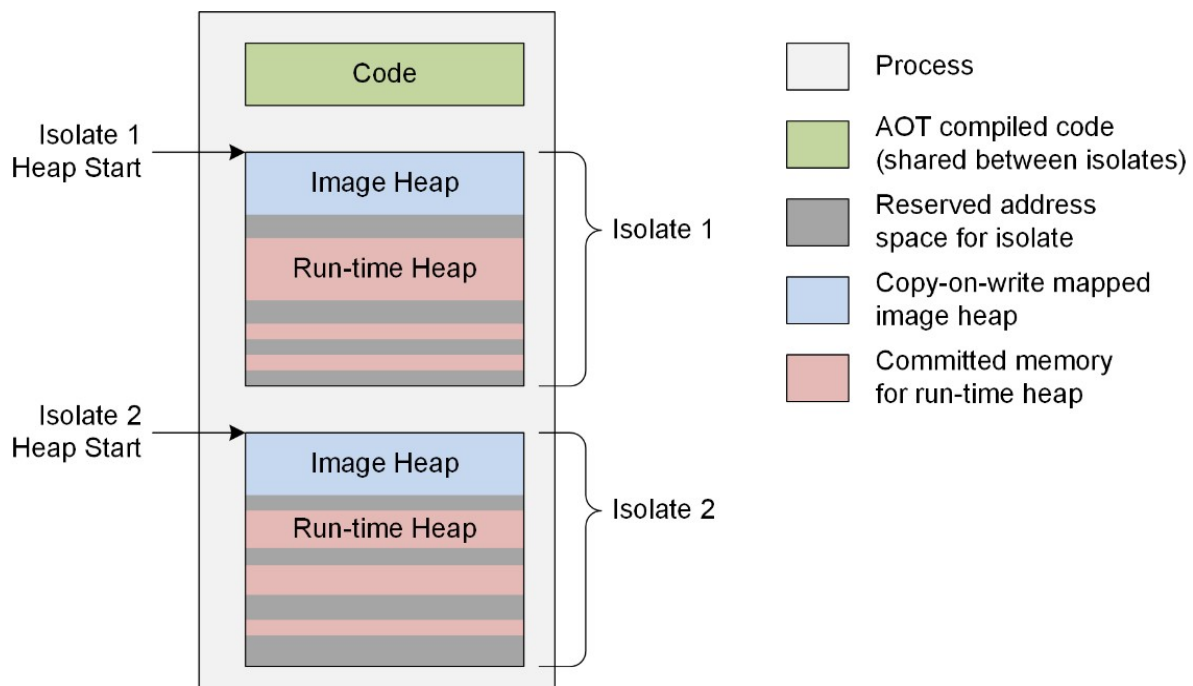 Code
Isolate 1
Heap Start
Image Heap
Run-time Heap
Isolate 1
Isolate 2
Heap Start
Image Heap
Run-time Heap
Isolate 2
Process
AOT compiled code
(shared between isolates)
Reserved address
space for isolate
Copy-on-write mapped
image heap
Committed memory
for run-time heap